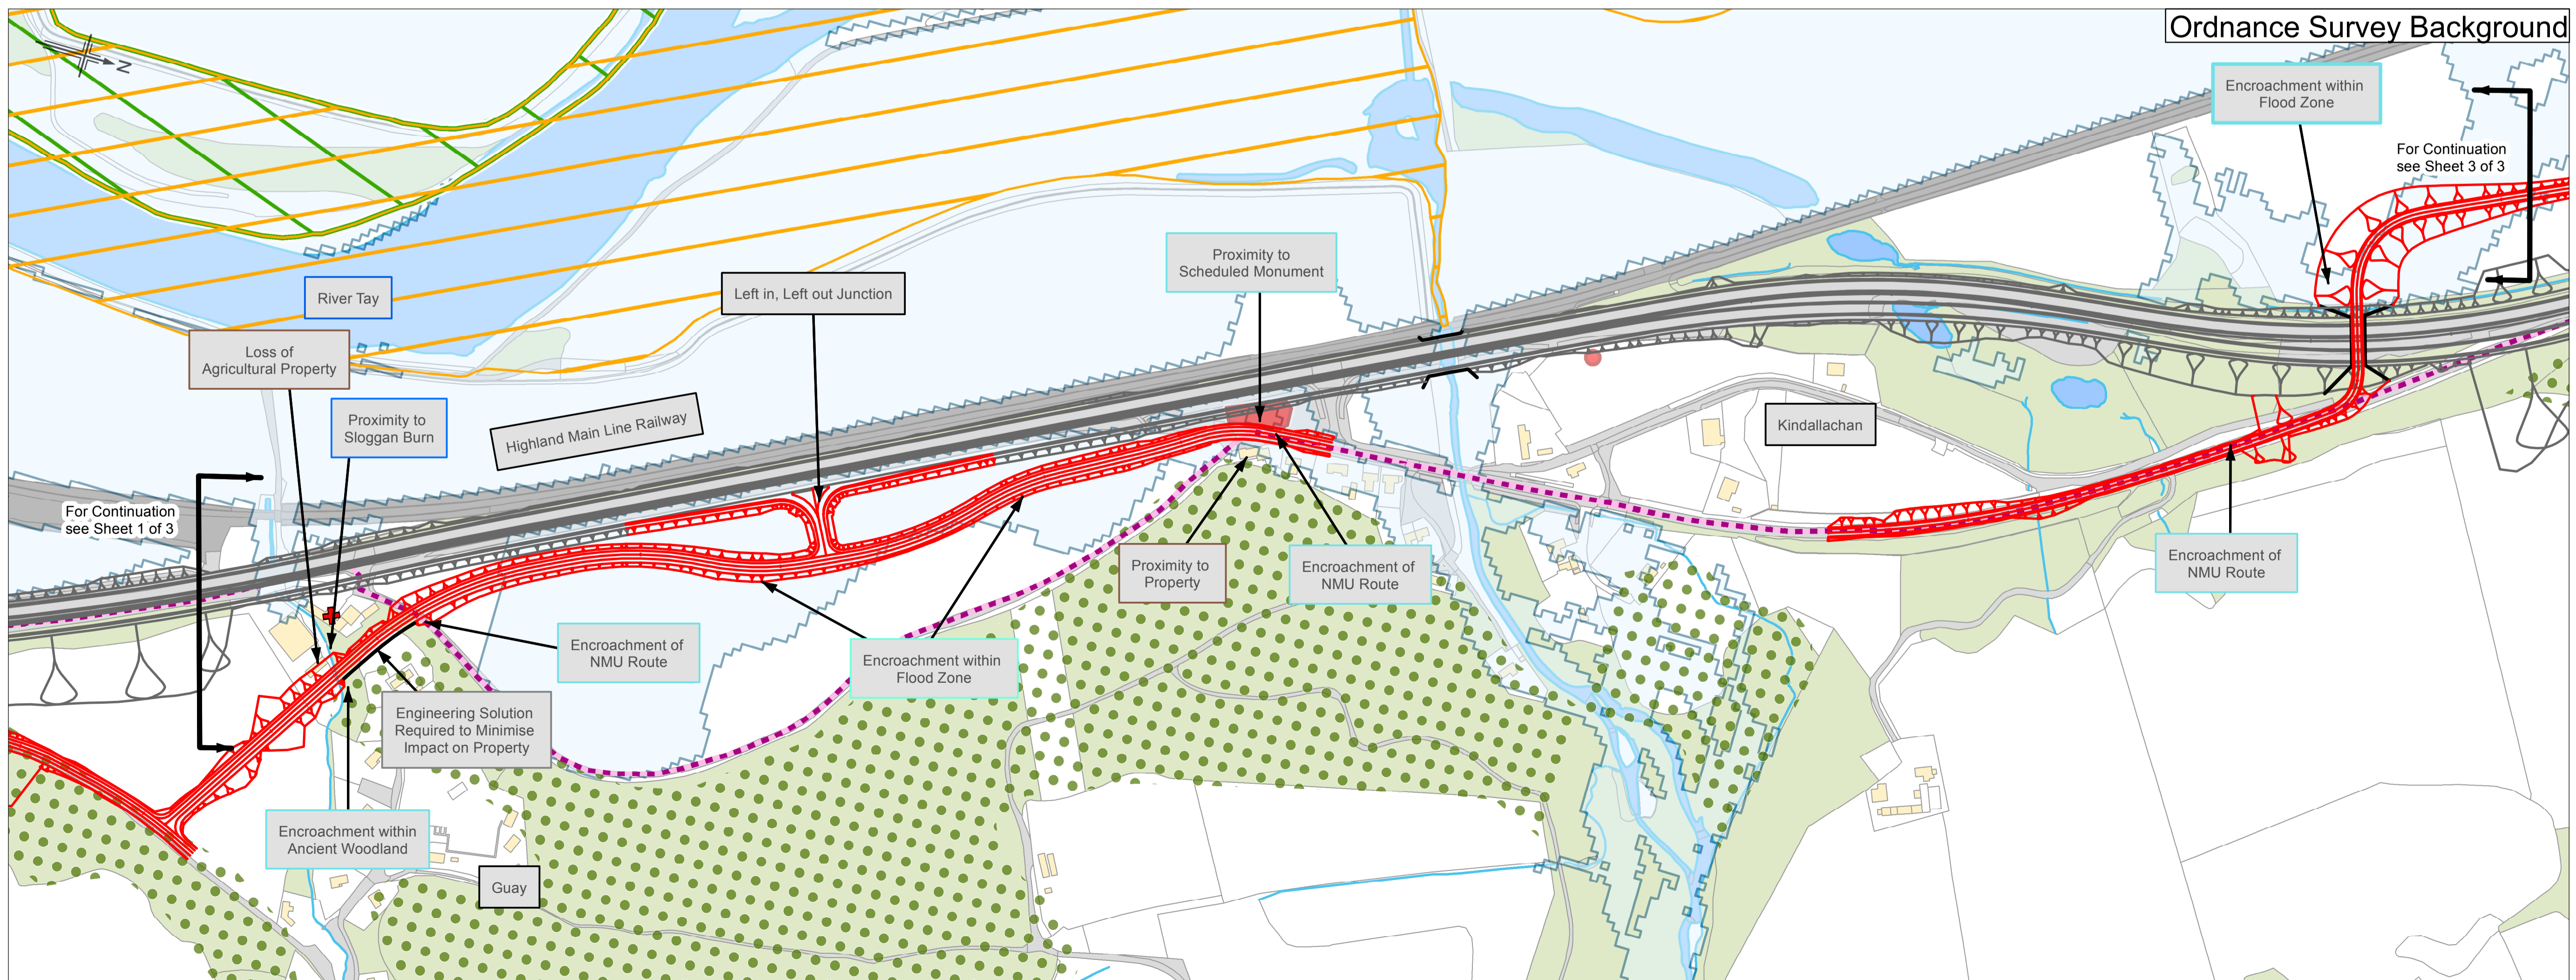 Ordnance Survey Background
N
Encroachment within
Flood Zone
For Continuation
see Sheet 3 of 3
Proximity to
Scheduled Monument
River Tay
Left in, Left out Junction
Loss of
Agricultural Property
Proximity to
Sloggan Burn
Highland Main Line Railway
Kindallachan
For Continuation
see Sheet 1 of 3
Proximity to
Property
Encroachment of
NMU Route
Encroachment of
NMU Route
Encroachment of
NMU Route
Encroachment within
Flood Zone
Engineering Solution
Required to Minimise
Impact on Property
Encroachment within
Ancient Woodland
Guay